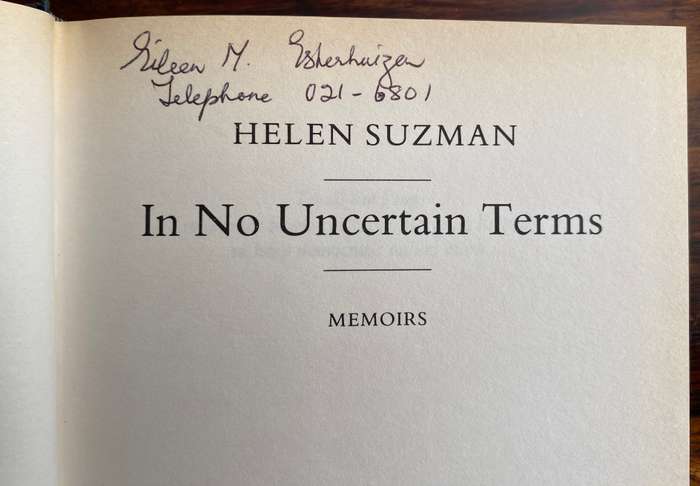 Eileen M. Esterhuizen
Telephone 021-6801
HELEN SUZMAN
In No Uncertain Terms
MEMOIRS